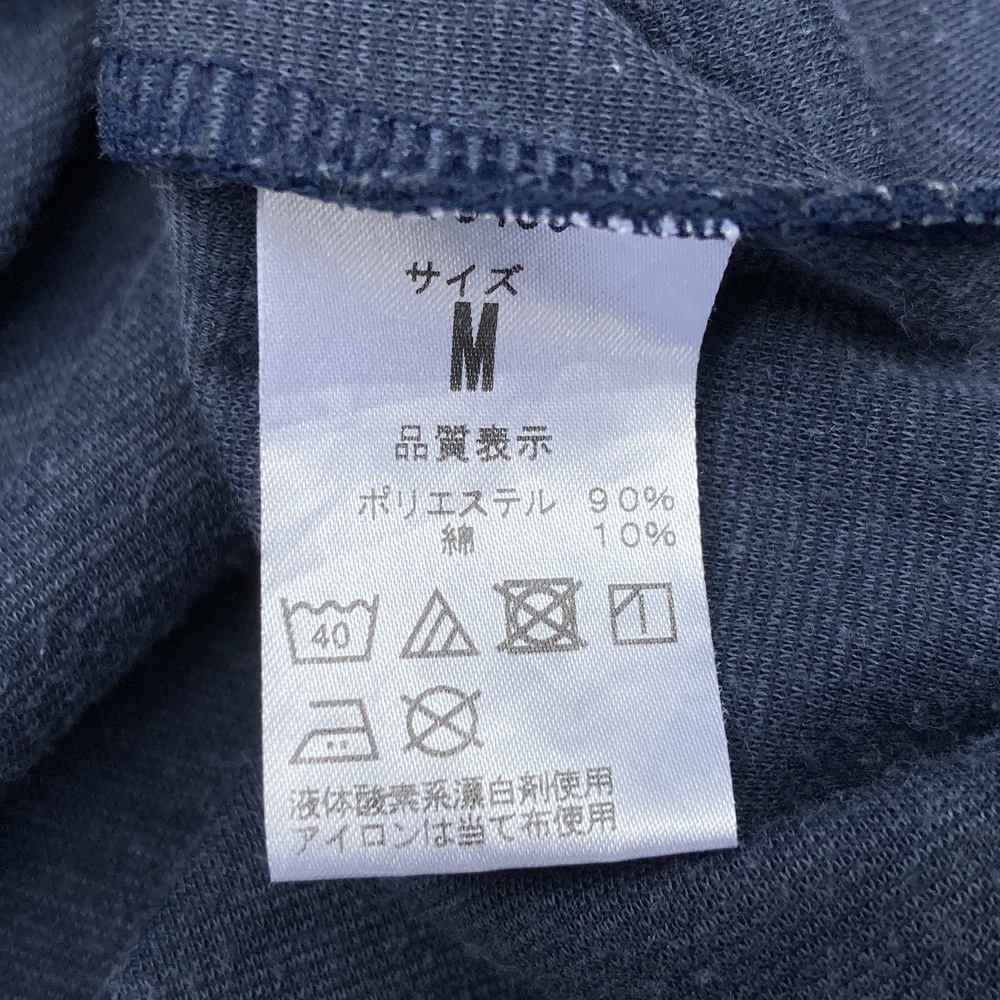 サイズ
M
品質表示
ポリエステル 90%
綿 10%
40
液体酸素系漂白剤使用
アイロンは当て布使用